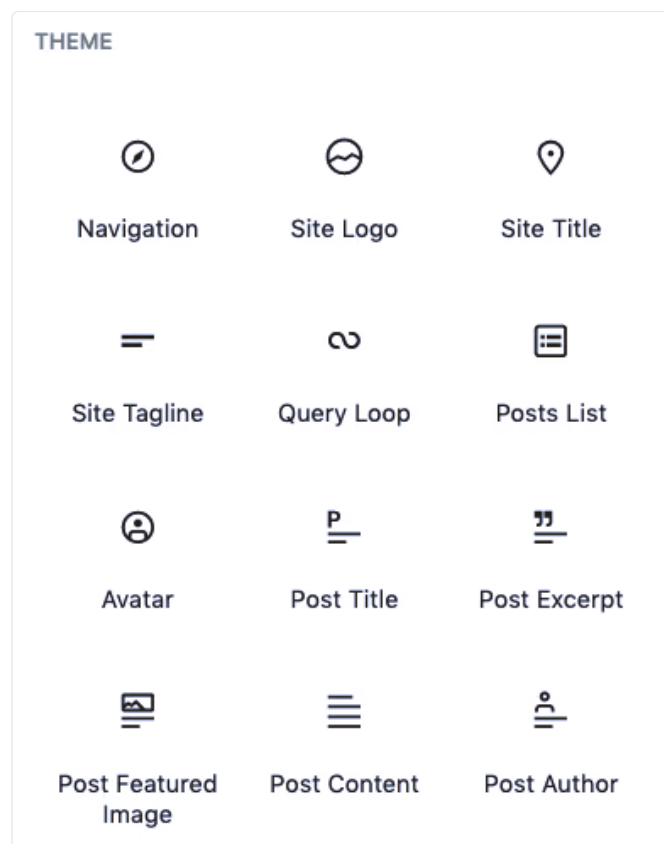 THEME
Navigation
Site Logo
Site Title
Site Tagline
Query Loop
Posts List
Avatar
Post Title
Post Excerpt
Post Featured
Image
Post Content
Post Author